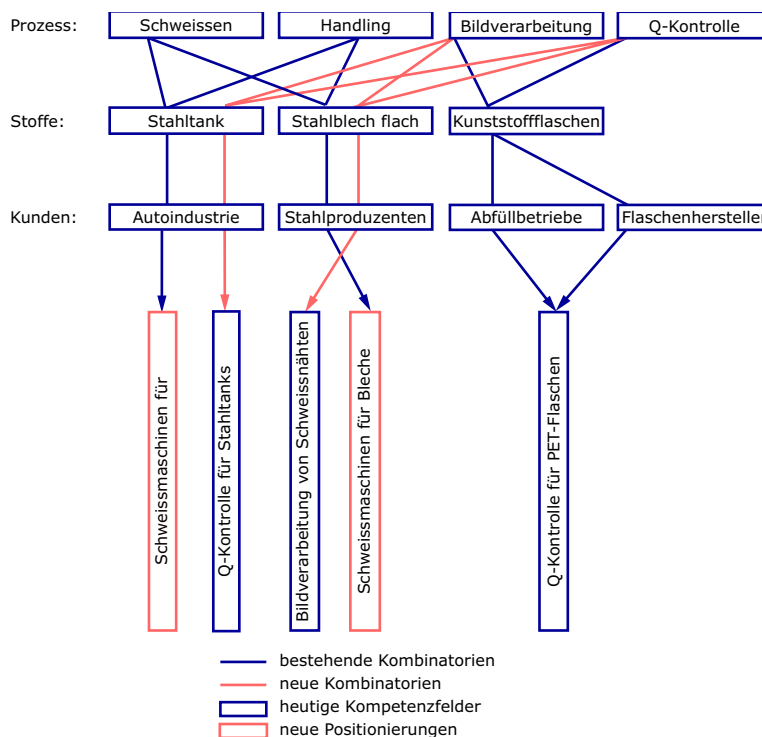 Prozess: Schweissen Handling Bildverarbeitung Q-Kontrolle
Stoffe: Stahltank Stahlblech flach Kunststoffflaschen
Kunden: Autoindustrie Stahlproduzenten Abfüllbetriebe Flaschenhersteller
Schweissmaschinen für
Q-Kontrolle für Stahltanks
Bildverarbeitung von Schweissnähten
Schweissmaschinen für Bleche
Q-Kontrolle für PET-Flaschen
bestehende Kombinatorien
neue Kombinatorien
heutige Kompetenzfelder
neue Positionierungen